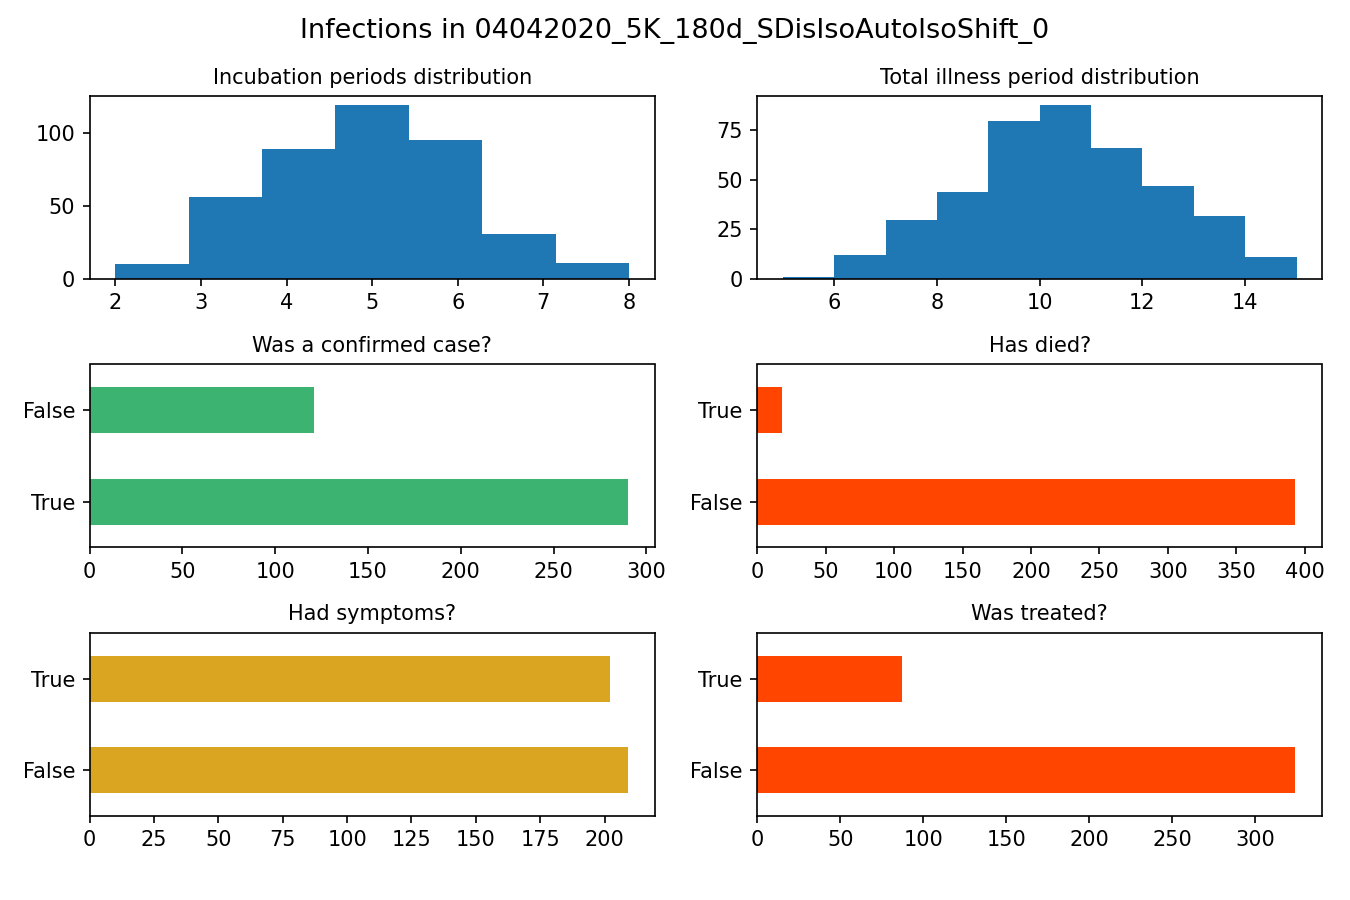 Infections in 04042020_5K_180d_SDisIsoAutoIsoShift_0
Incubation periods distribution
100
50
0
2 3 4 5 6 7 8
Total illness period distribution
75
50
25
0
6 8 10 12 14
Was a confirmed case?
False
True
0 50 100 150 200 250 300
Has died?
True
False
0 50 100 150 200 250 300 350 400
Had symptoms?
True
False
0 25 50 75 100 125 150 175 200
Was treated?
True
False
0 50 100 150 200 250 300